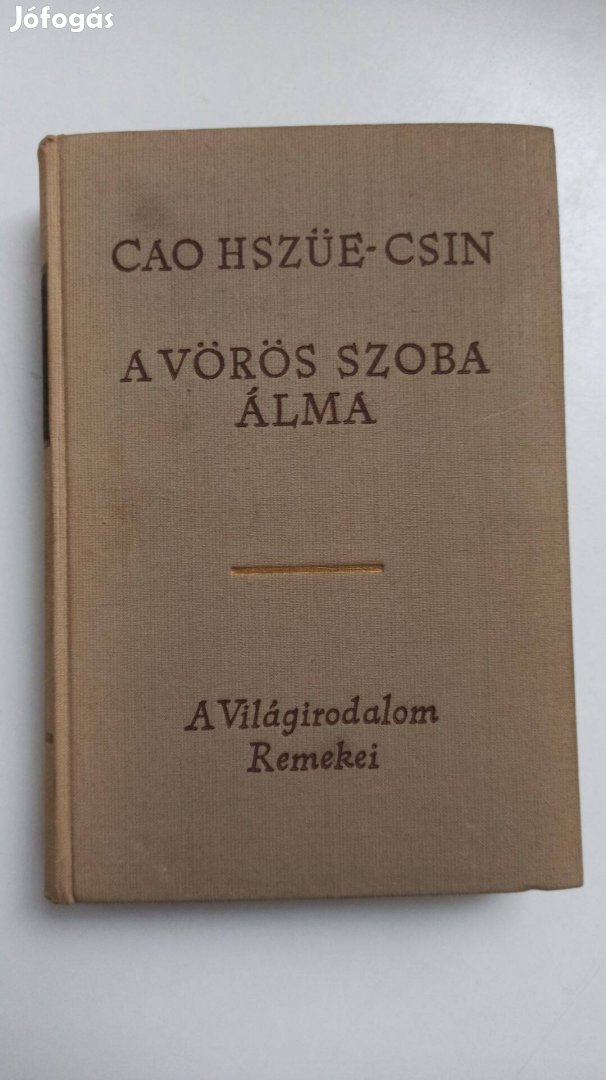 Jófogás
CAO HSZÜE-CSIN
A VÖRÖS SZOBA
ÁLMA
A Világirodalom
Remekei